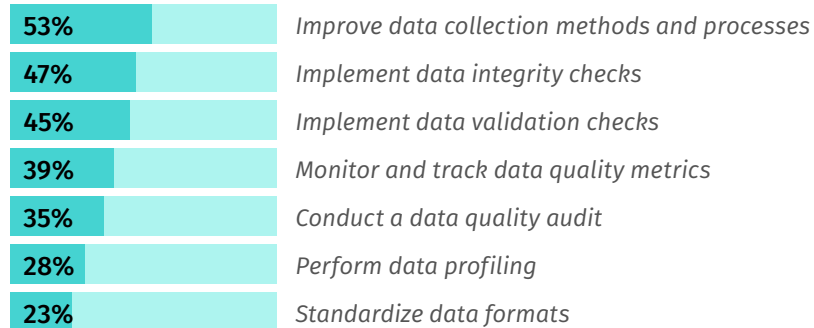 53% Improve data collection methods and processes
47% Implement data integrity checks
45% Implement data validation checks
39% Monitor and track data quality metrics
35% Conduct a data quality audit
28% Perform data profiling
23% Standardize data formats